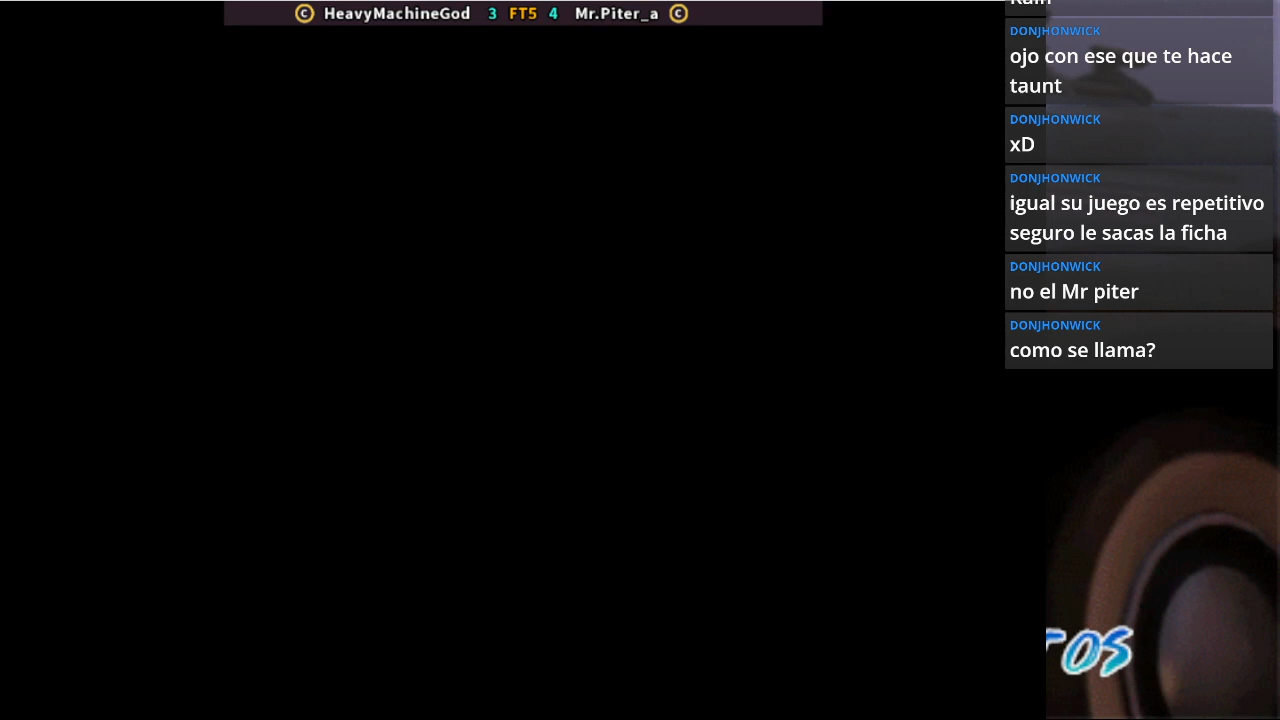 © HeavyMachineGod 3 FT5 4 Mr.Piter_a ©
DONJHONWICK
ojo con ese que te hace
taunt
DONJHONWICK
xD
DONJHONWICK
igual su juego es repetitivo
seguro le sacas la ficha
DONJHONWICK
no el Mr piter
DONJHONWICK
como se llama?
TOS